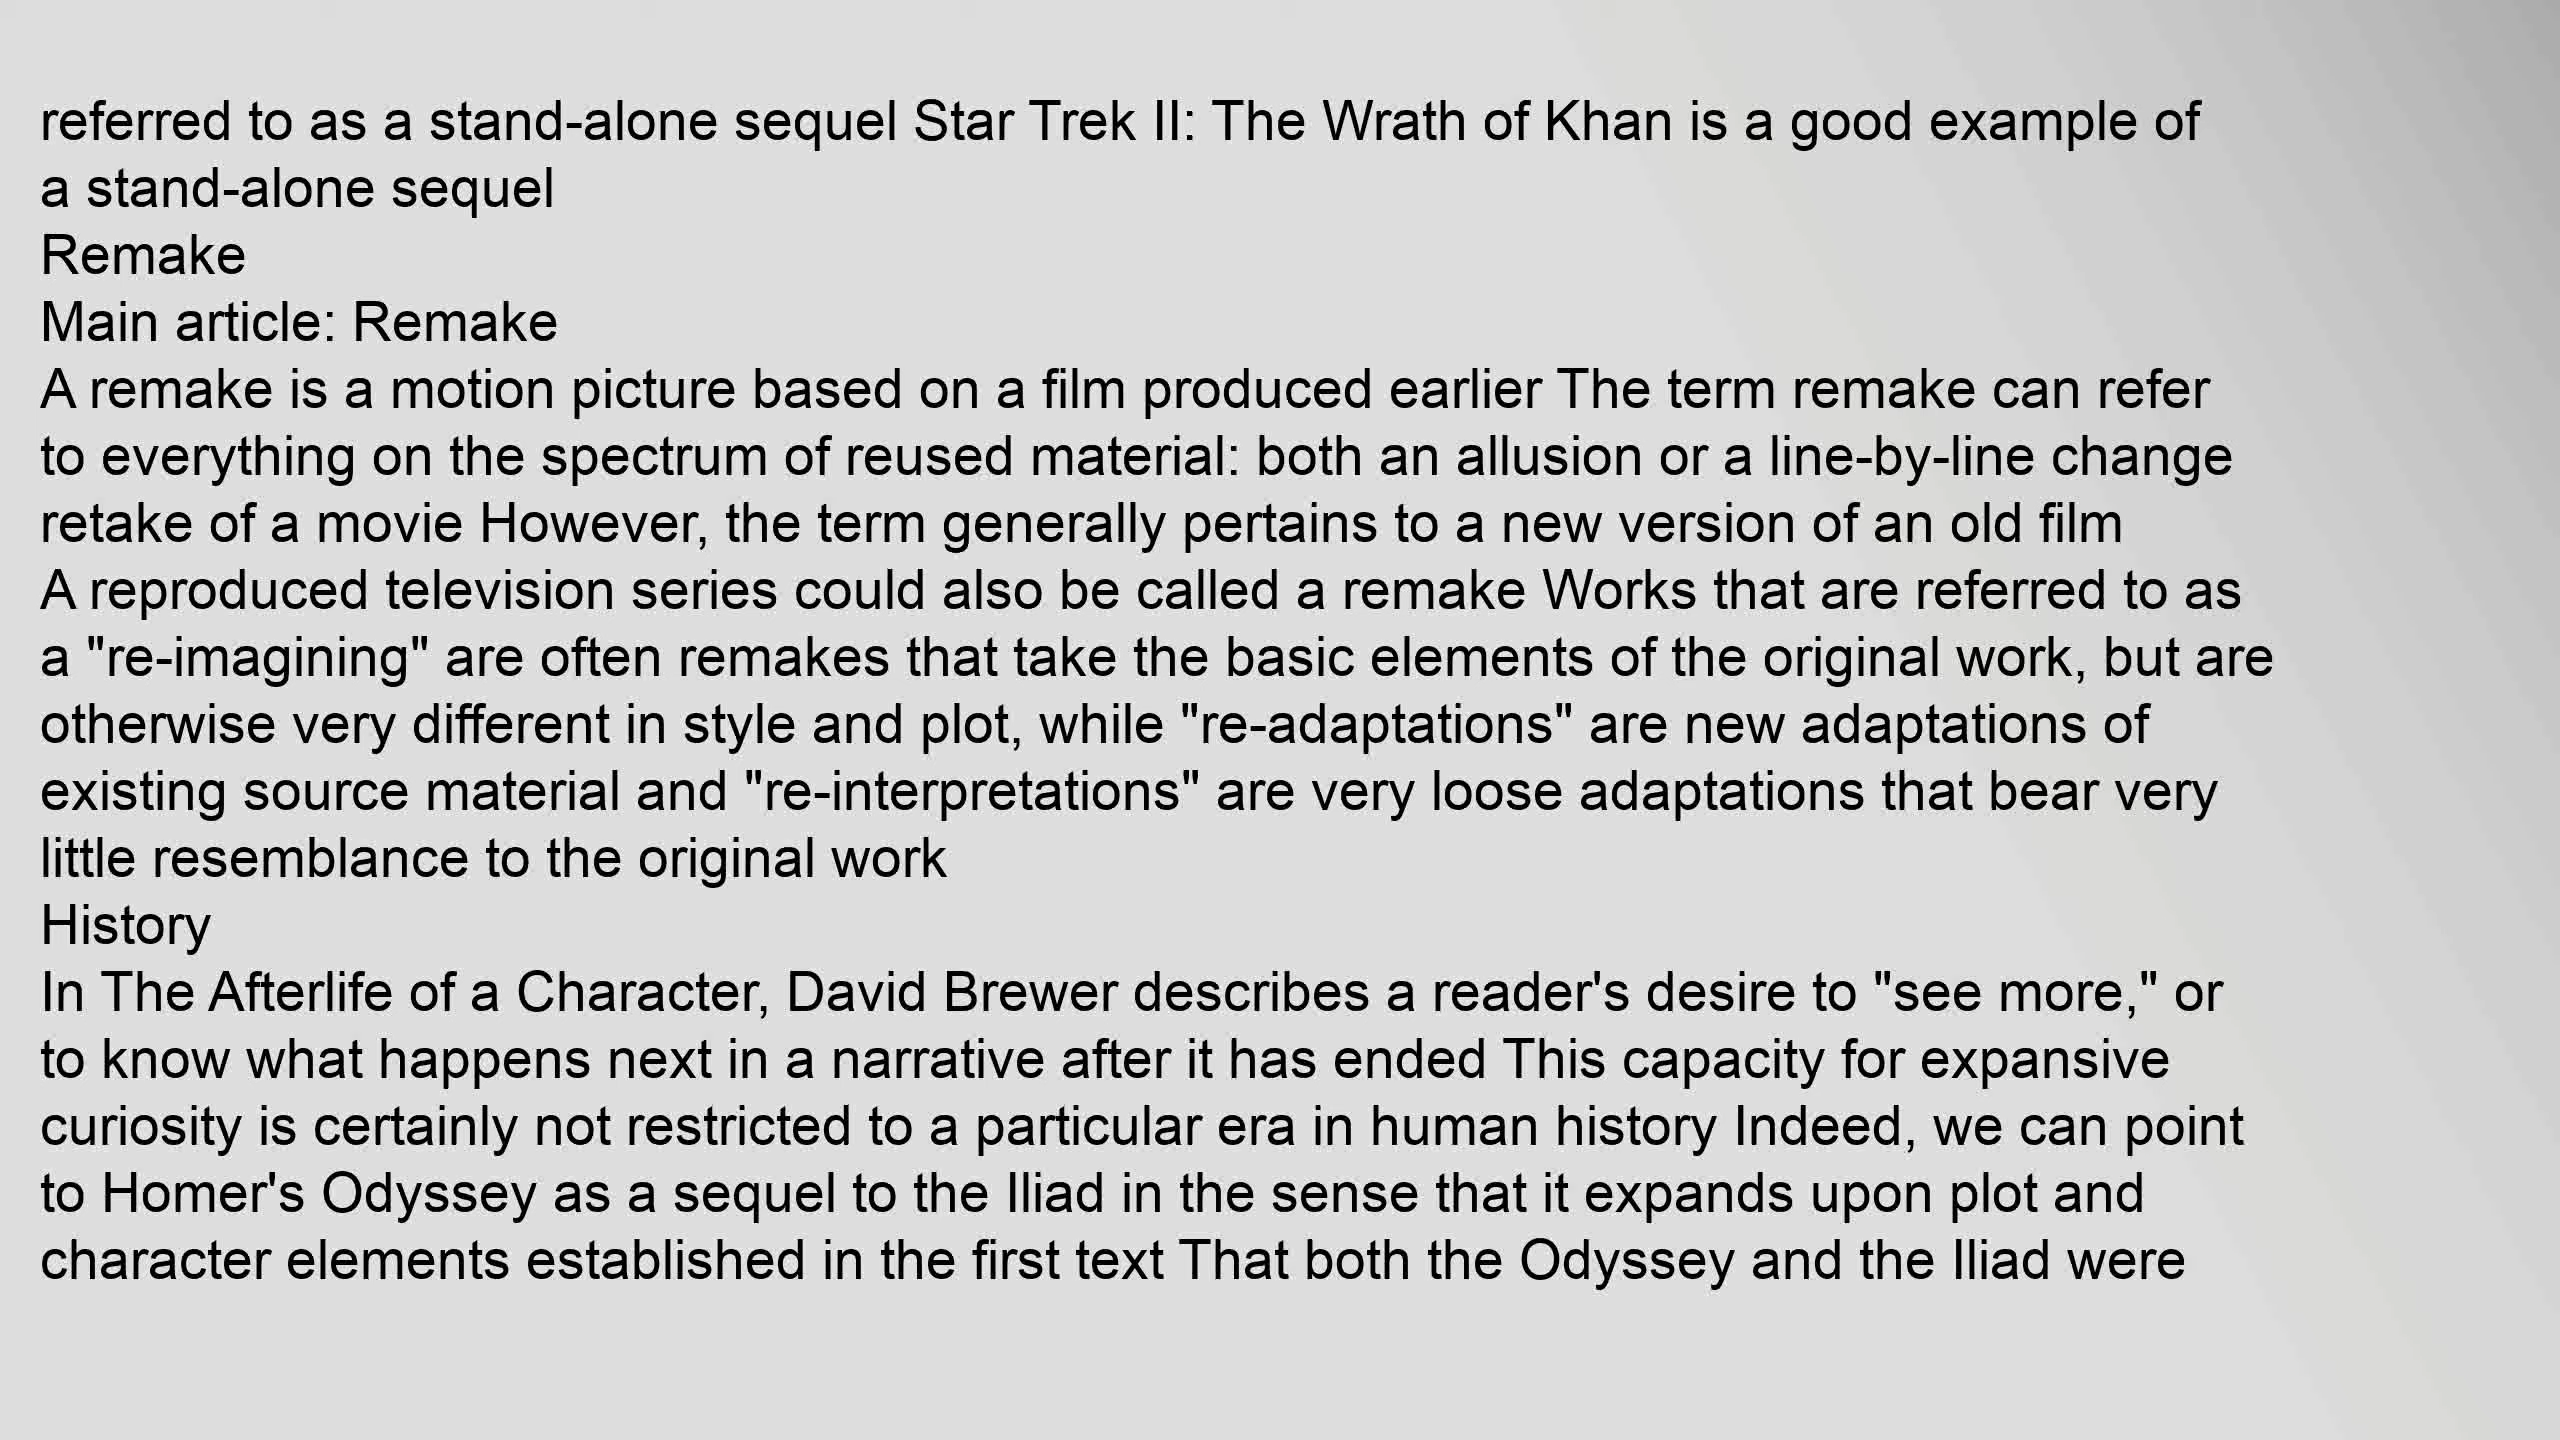 referred to as a stand-alone sequel Star Trek II: The Wrath of Khan is a good example of
a stand-alone sequel
Remake
Main article: Remake
A remake is a motion picture based on a film produced earlier The term remake can refer
to everything on the spectrum of reused material: both an allusion or a line-by-line change
retake of a movie However, the term generally pertains to a new version of an old film
A reproduced television series could also be called a remake Works that are referred to as
a "re-imagining" are often remakes that take the basic elements of the original work, but are
otherwise very different in style and plot, while "re-adaptations" are new adaptations of
existing source material and "re-interpretations" are very loose adaptations that bear very
little resemblance to the original work
History
In The Afterlife of a Character, David Brewer describes a reader's desire to "see more," or
to know what happens next in a narrative after it has ended This capacity for expansive
curiosity is certainly not restricted to a particular era in human history Indeed, we can point
to Homer's Odyssey as a sequel to the Iliad in the sense that it expands upon plot and
character elements established in the first text That both the Odyssey and the Iliad were